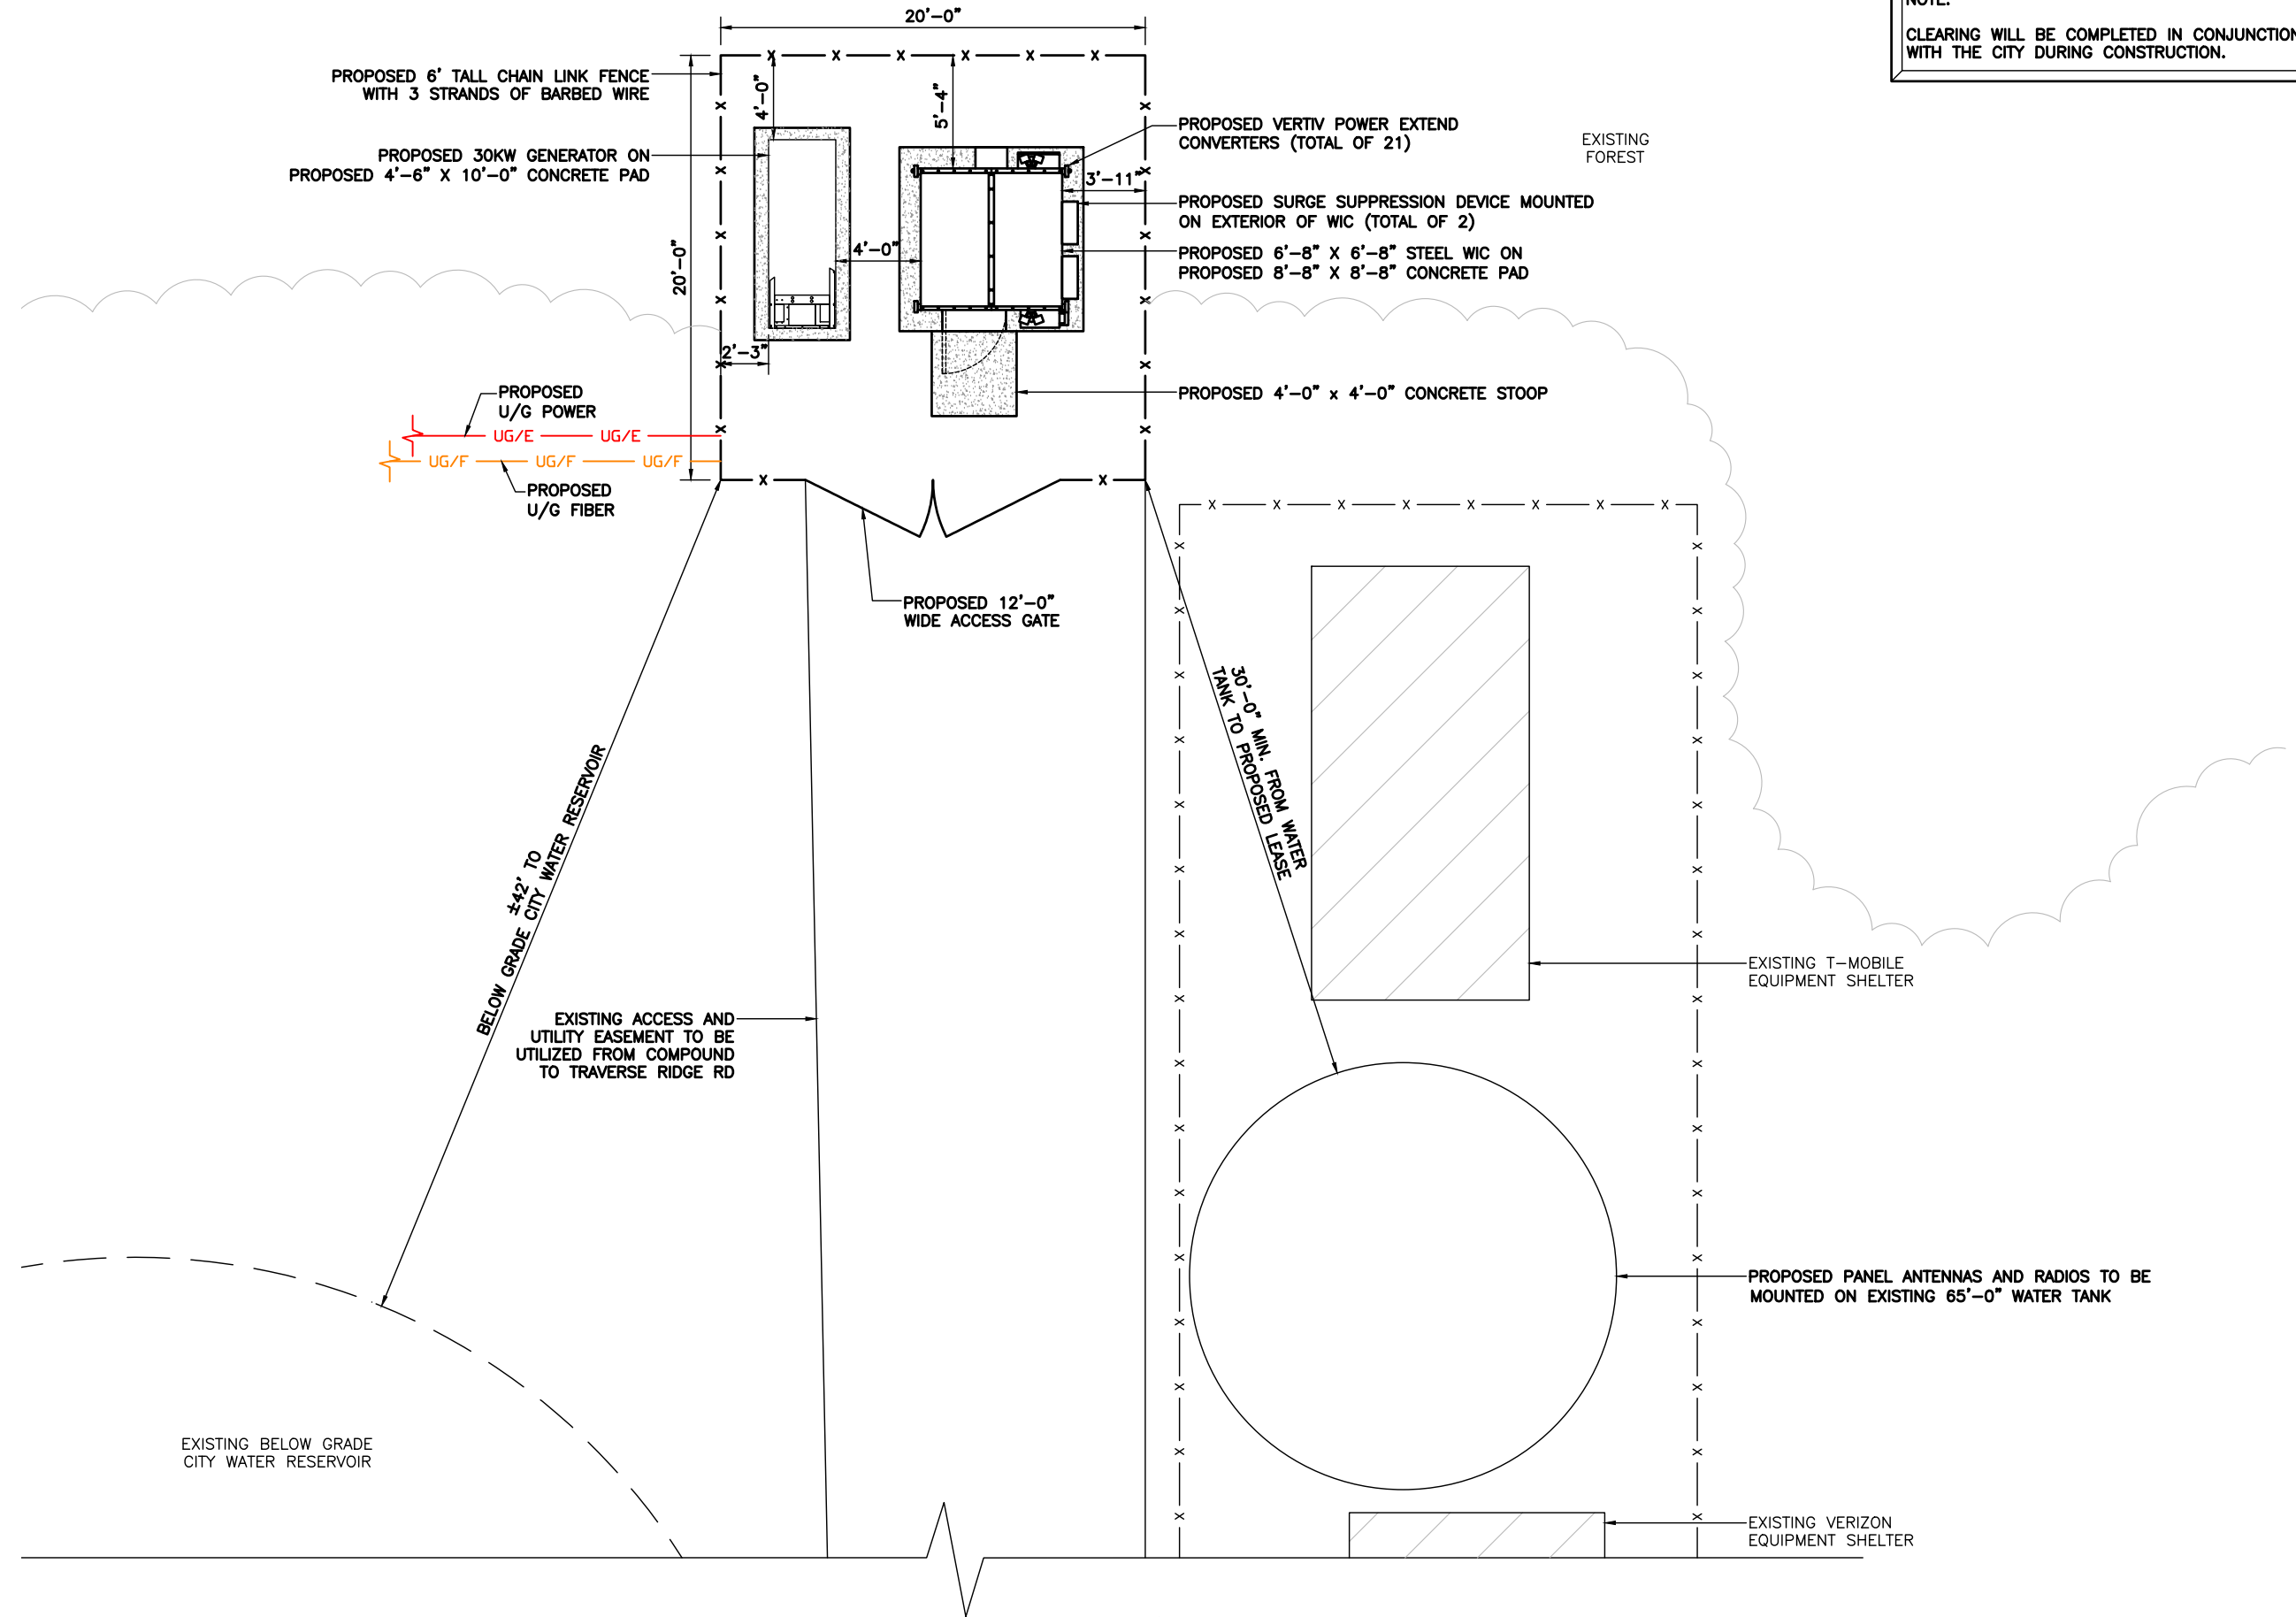 NOTE:
CLEARING WILL BE COMPLETED IN CONJUNCTION
WITH THE CITY DURING CONSTRUCTION.
20'-0"
PROPOSED 6' TALL CHAIN LINK FENCE
WITH 3 STRANDS OF BARBED WIRE
4'-0"
5'-4"
PROPOSED VERTIV POWER EXTEND
CONVERTERS (TOTAL OF 21)
EXISTING
FOREST
PROPOSED 30KW GENERATOR ON
PROPOSED 4'-6" X 10'-0" CONCRETE PAD
3'-11"
PROPOSED SURGE SUPPRESSION DEVICE MOUNTED
ON EXTERIOR OF WIC (TOTAL OF 2)
20'-0"
4'-0"
PROPOSED 6'-8" X 6'-8" STEEL WIC ON
PROPOSED 8'-8" X 8'-8" CONCRETE PAD
2'-3"
PROPOSED
U/G POWER
PROPOSED 4'-0" x 4'-0" CONCRETE STOOP
UG/E UG/E
UG/F UG/F UG/F
PROPOSED
U/G FIBER
PROPOSED 12'-0"
WIDE ACCESS GATE
30'-0" MIN. FROM WATER
TANK TO PROPOSED LEASE
±42' TO
BELOW GRADE CITY WATER RESERVOIR
EXISTING T-MOBILE
EQUIPMENT SHELTER
EXISTING ACCESS AND
UTILITY EASEMENT TO BE
UTILIZED FROM COMPOUND
TO TRAVERSE RIDGE RD
PROPOSED PANEL ANTENNAS AND RADIOS TO BE
MOUNTED ON EXISTING 65'-0" WATER TANK
EXISTING BELOW GRADE
CITY WATER RESERVOIR
EXISTING VERIZON
EQUIPMENT SHELTER